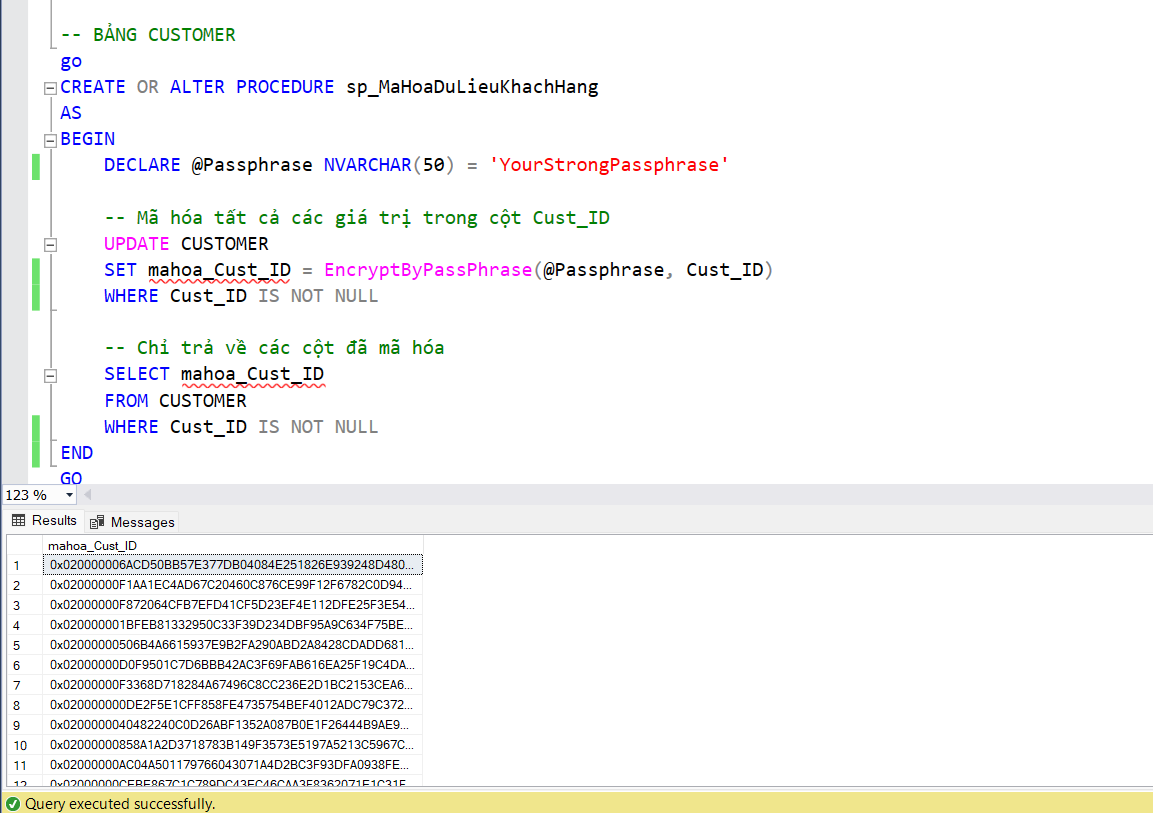 -- BẢNG CUSTOMER
go
CREATE OR ALTER PROCEDURE sp_MaHoaDuLieuKhachHang
AS
BEGIN
DECLARE @Passphrase NVARCHAR(50) = 'YourStrongPassphrase'
-- Mã hóa tất cả các giá trị trong cột Cust_ID
UPDATE CUSTOMER
SET mahoa_Cust_ID = EncryptByPassPhrase(@Passphrase, Cust_ID)
WHERE Cust_ID IS NOT NULL
-- Chỉ trả về các cột đã mã hóa
SELECT mahoa_Cust_ID
FROM CUSTOMER
WHERE Cust_ID IS NOT NULL
END
GO
123 %
Results Messages
mahoa_Cust_ID
1 0x020000006ACD50BB57E377DB04084E251826E939248D480...
2 0x02000000F1AA1EC4AD67C20460C876CE99F12F6782C0D94...
3 0x02000000F872064CFB7EFD41CF5D23EF4E112DFE25F3E54...
4 0x020000001BFEB81332950C33F39D234DBF95A9C634F75BE...
5 0x02000000506B4A6615937E9B2FA290ABD2A8428CDADD681...
6 0x02000000D0F9501C7D6BBB42AC3F69FAB616EA25F19C4DA...
7 0x02000000F3368D718284A67496C8CC236E2D1BC2153CEA6...
8 0x02000000DE2F5E1CFF858FE4735754BEF4012ADC79C372...
9 0x0200000040482240C0D26ABF1352A087B0E1F26444B9AE9...
10 0x02000000858A1A2D3718783B149F3573E5197A5213C5967C...
11 0x02000000AC04A501179766043071A4D2BC3F93DFA0938FE...
12
Query executed successfully.